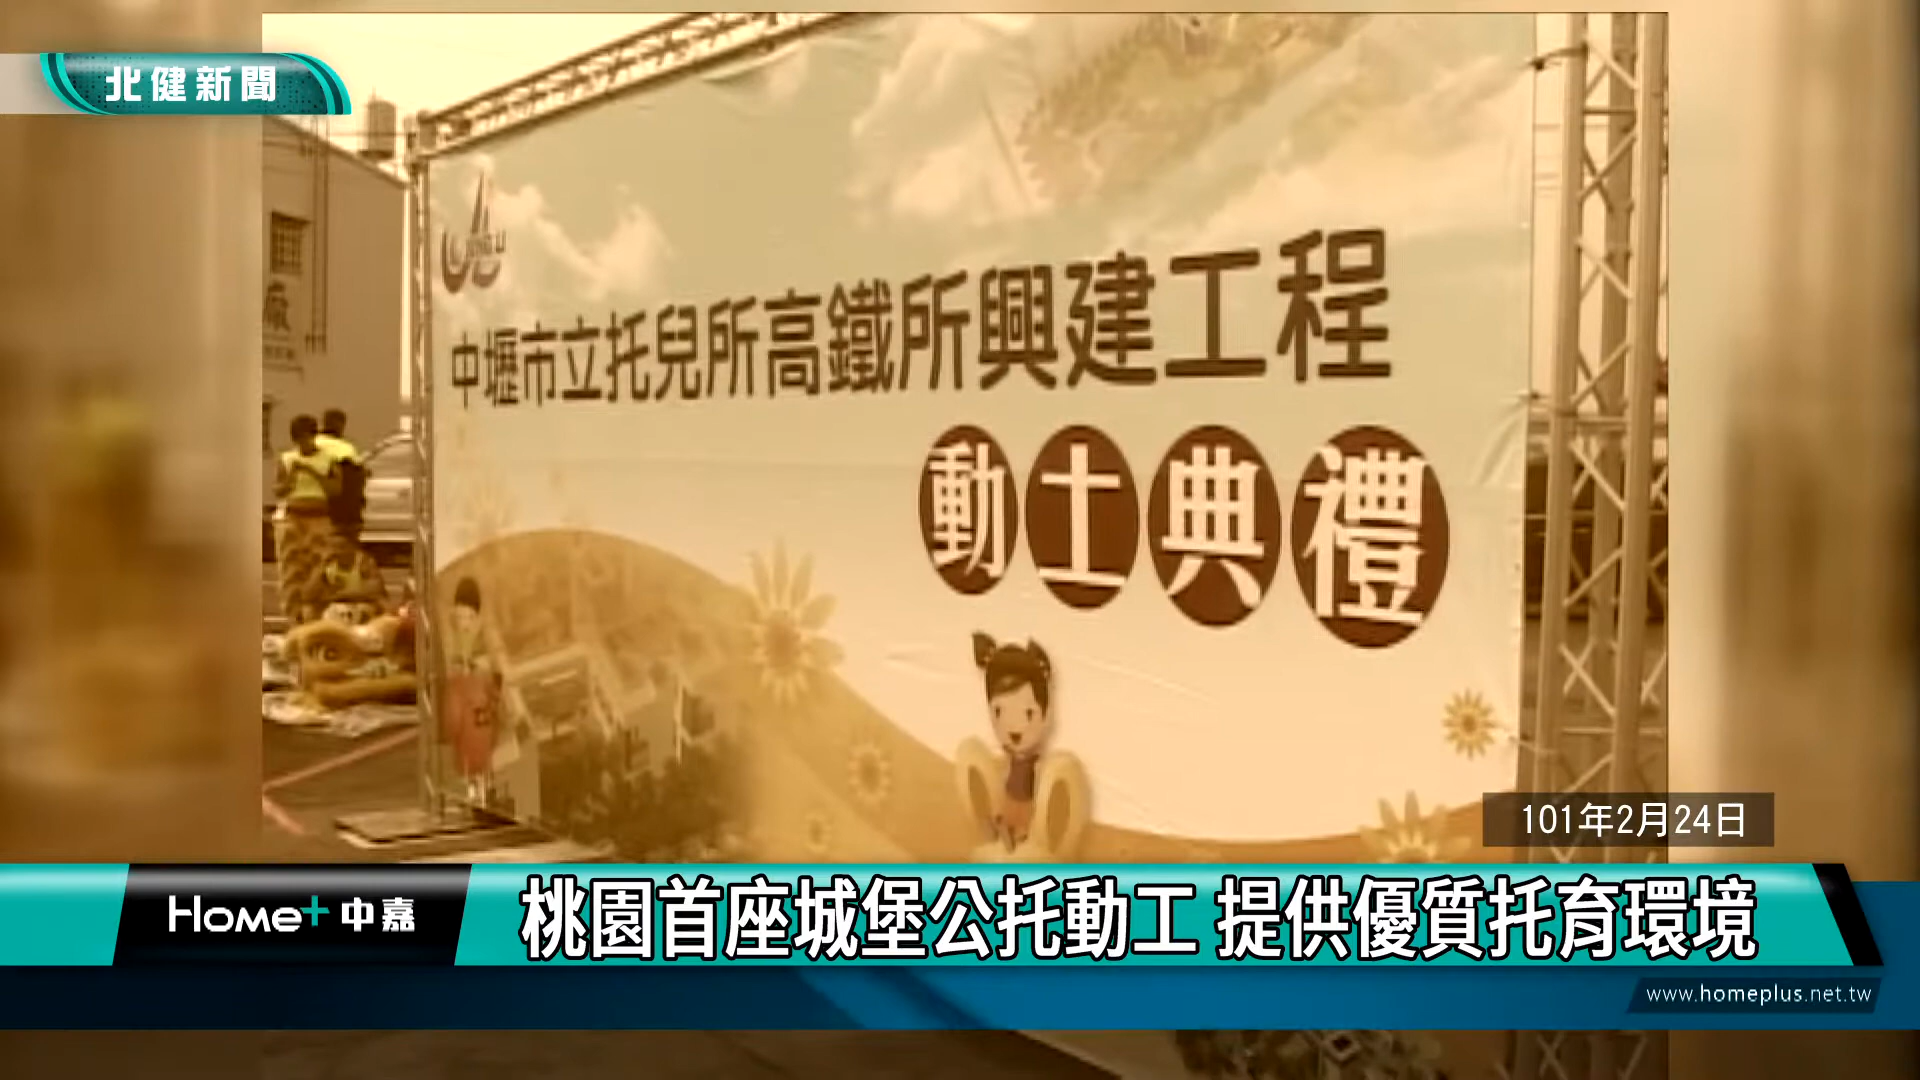 北健新聞
廠
中壢市立托兒所高鐵所興建工程
動土典禮
101年2月24日
Home+中嘉
桃園首座城堡公托動工 提供優質托育環境
www.homeplus.net.tw